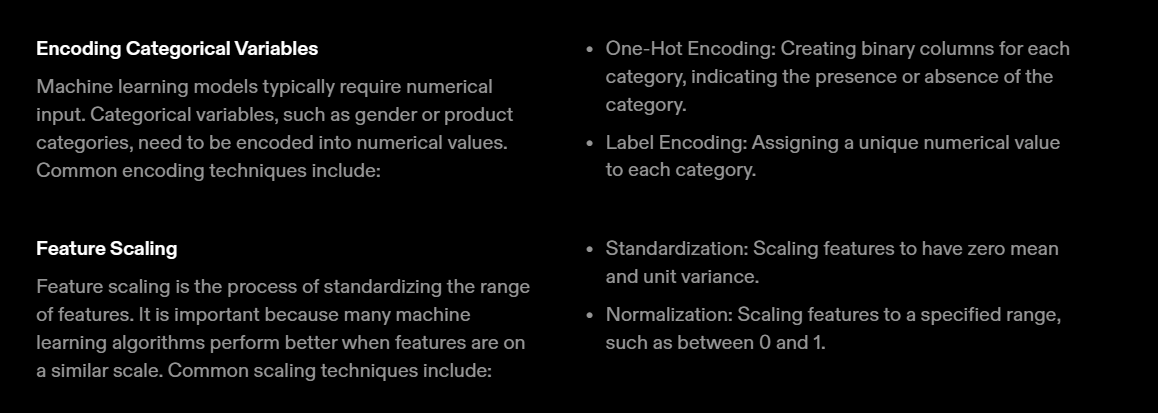 Encoding Categorical Variables
Machine learning models typically require numerical
input. Categorical variables, such as gender or product
categories, need to be encoded into numerical values.
Common encoding techniques include:
• One-Hot Encoding: Creating binary columns for each
category, indicating the presence or absence of the
category.
• Label Encoding: Assigning a unique numerical value
to each category.
Feature Scaling
Feature scaling is the process of standardizing the range
of features. It is important because many machine
learning algorithms perform better when features are on
a similar scale. Common scaling techniques include:
• Standardization: Scaling features to have zero mean
and unit variance.
• Normalization: Scaling features to a specified range,
such as between 0 and 1.